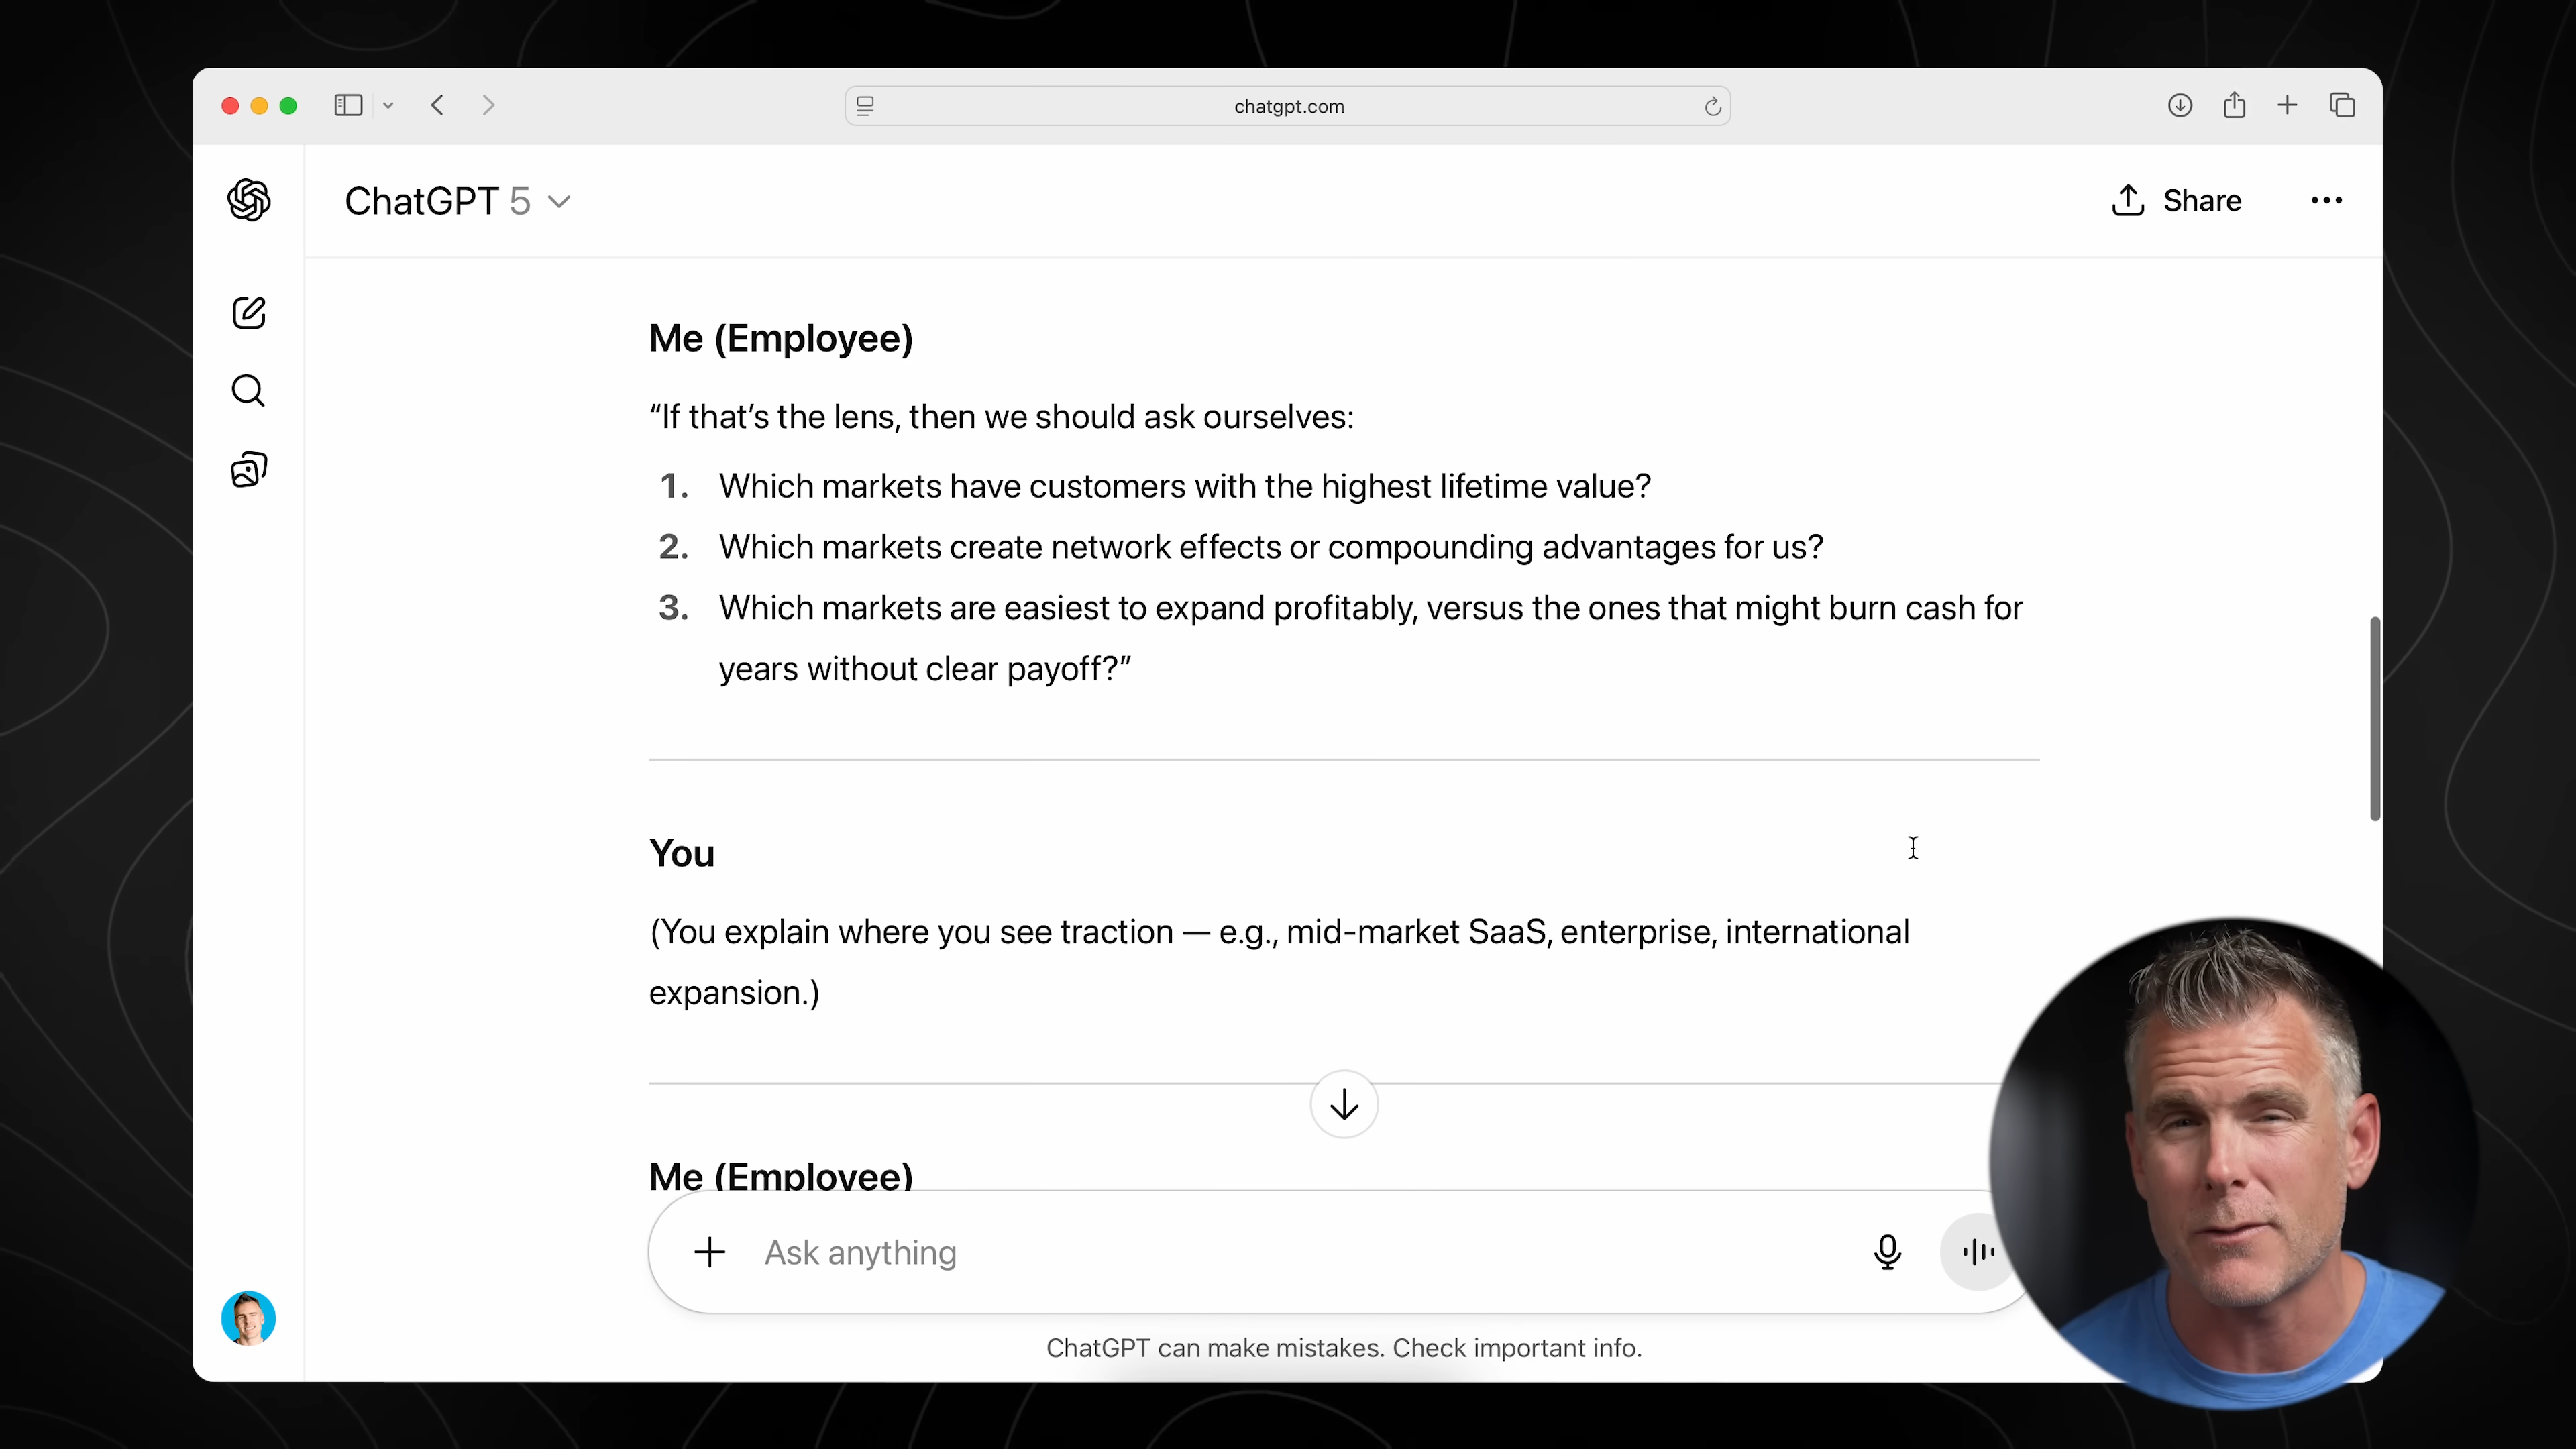 chatgpt.com
ChatGPT 5
Share
Me (Employee)
“If that’s the lens, then we should ask ourselves:
1. Which markets have customers with the highest lifetime value?
2. Which markets create network effects or compounding advantages for us?
3. Which markets are easiest to expand profitably, versus the ones that might burn cash for
years without clear payoff?”
You
(You explain where you see traction — e.g., mid-market SaaS, enterprise, international
expansion.)
Me (Employee)
Ask anything
ChatGPT can make mistakes. Check important info.